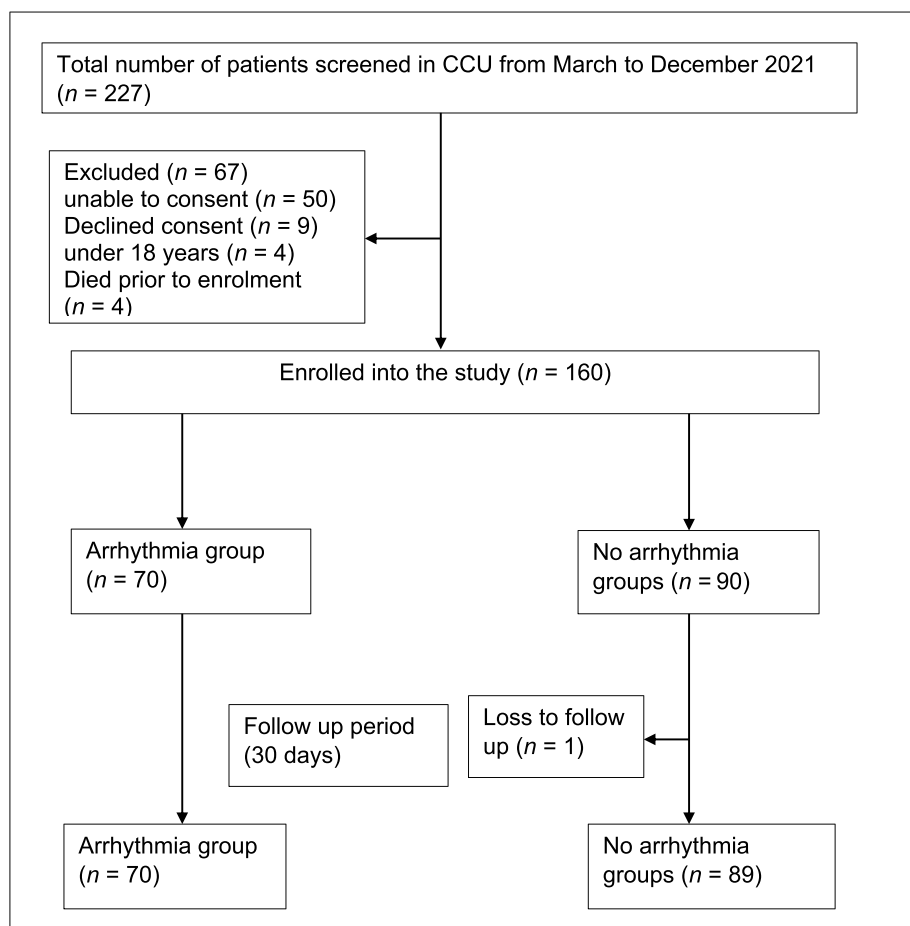 Total number of patients screened in CCU from March to December 2021
(n = 227)
Excluded (n = 67)
unable to consent (n = 50)
Declined consent (n = 9)
under 18 years (n = 4)
Died prior to enrolment
(n = 4)
Enrolled into the study (n = 160)
Arrhythmia group
(n = 70)
No arrhythmia
groups (n = 90)
Follow up period
(30 days)
Loss to follow
up (n = 1)
Arrhythmia group
(n = 70)
No arrhythmia
groups (n = 89)